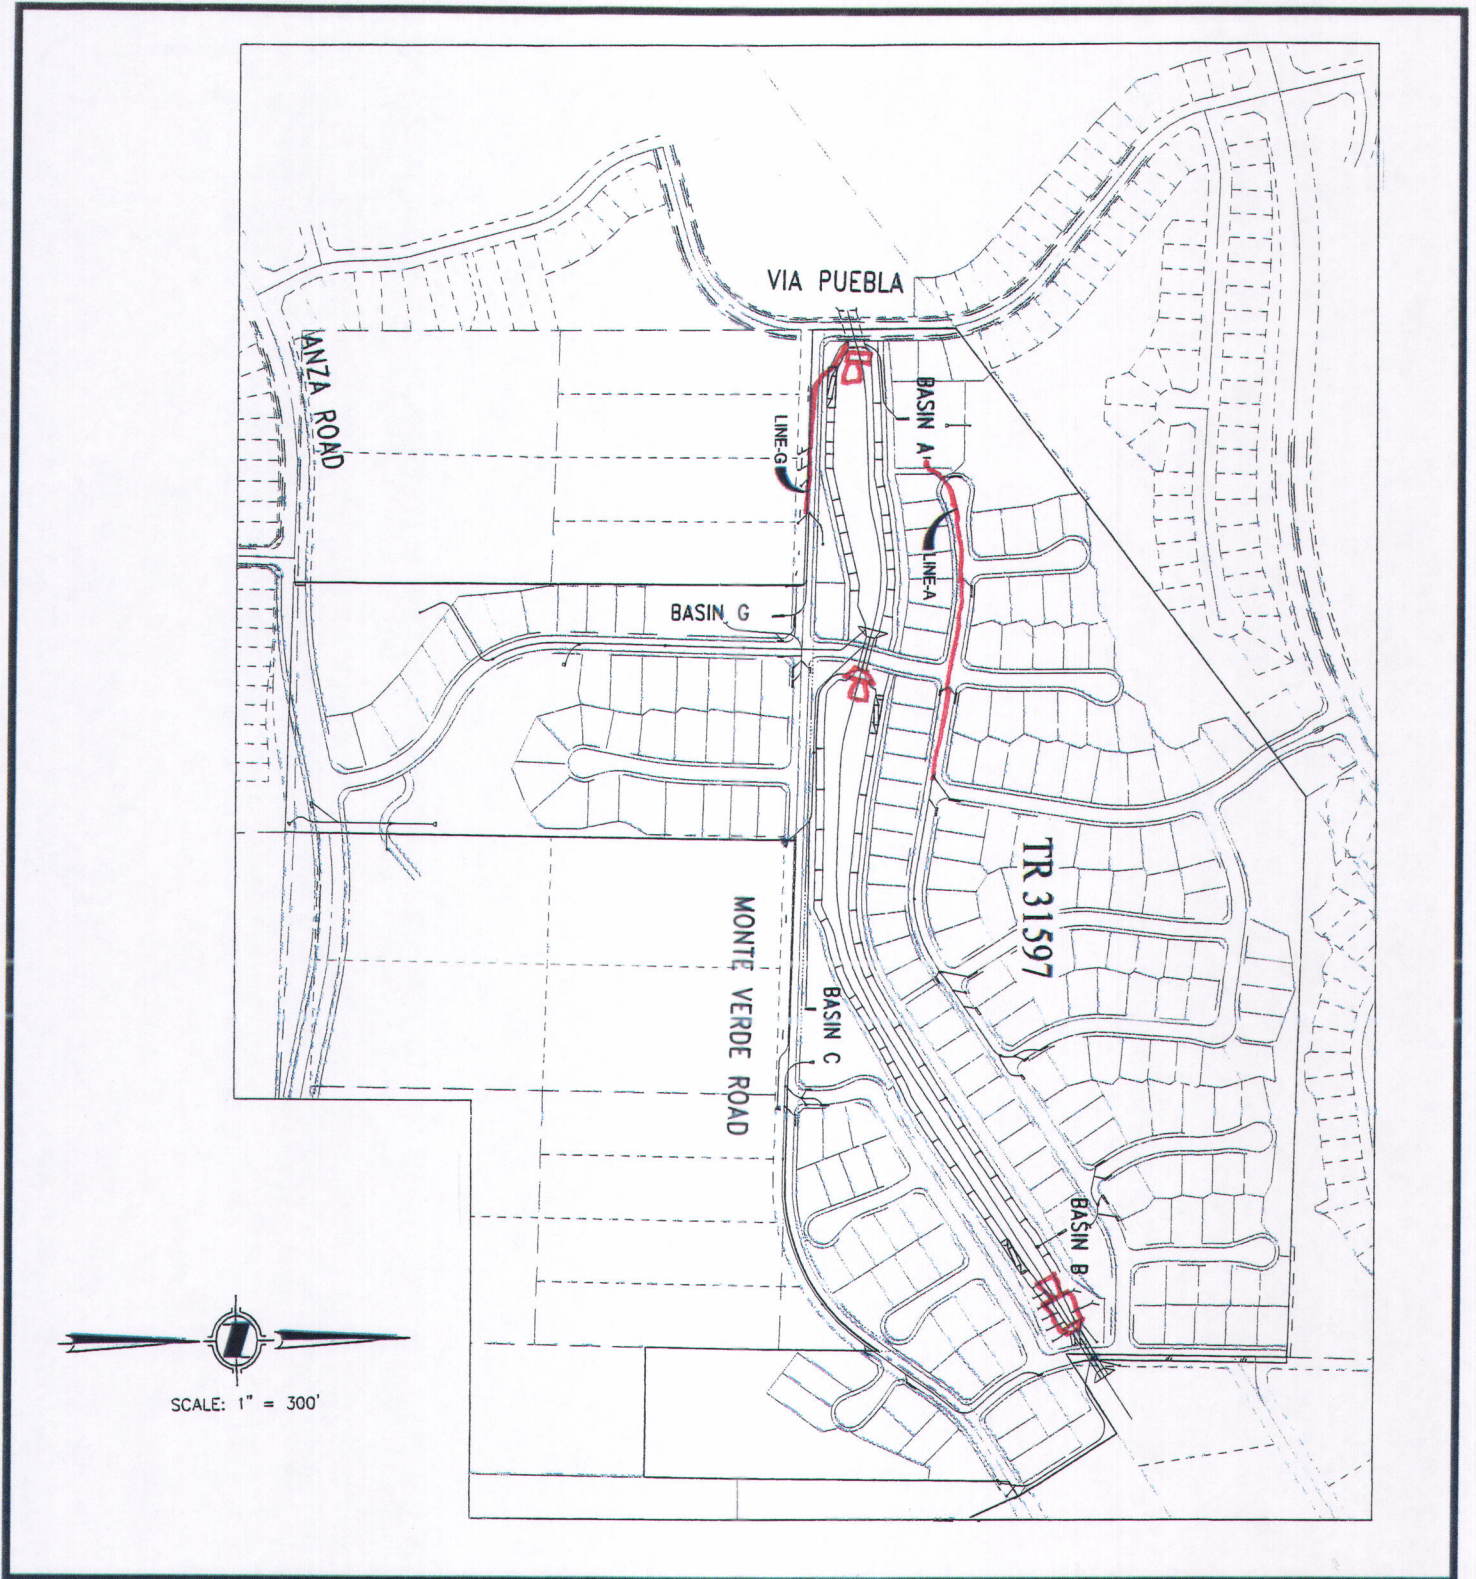 VIA PUEBLA
ANZA ROAD
BASIN A
LINE-G
LINE-A
BASIN G
TR 31597
MONTE VERDE ROAD
BASIN C
BASIN B
SCALE: 1" = 300'